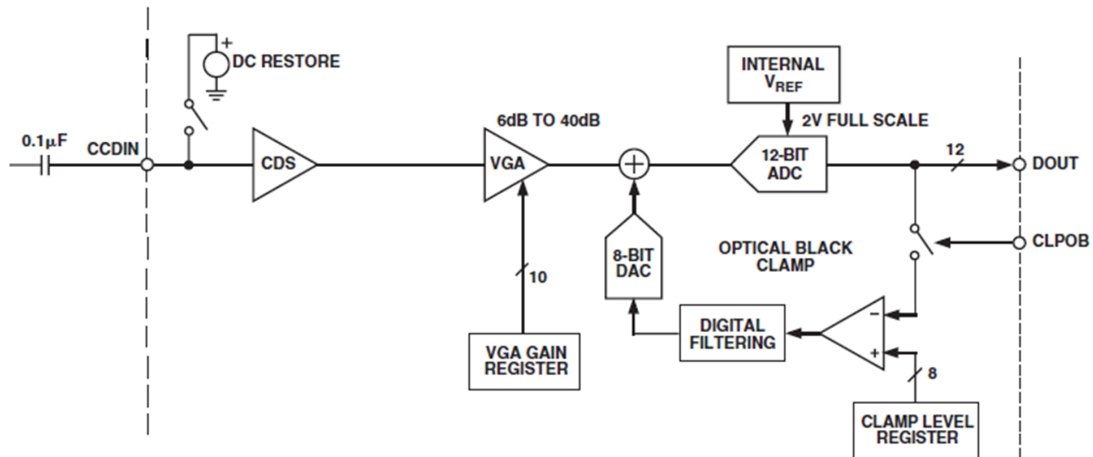 +
DC RESTORE
0.1μF
CCDIN
CDS
6dB TO 40dB
VGA
10
VGA GAIN
REGISTER
+
8-BIT
DAC
INTERNAL
VREF
2V FULL SCALE
12-BIT
ADC
12
DOUT
CLPOB
OPTICAL BLACK
CLAMP
DIGITAL
FILTERING
−
+
8
CLAMP LEVEL
REGISTER